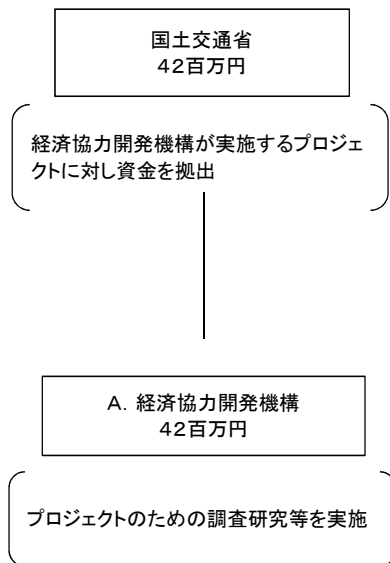 国土交通省
42百万円
経済協力開発機構が実施するプロジェ
クトに対し資金を拠出
A．経済協力開発機構
42百万円
プロジェクトのための調査研究等を実施